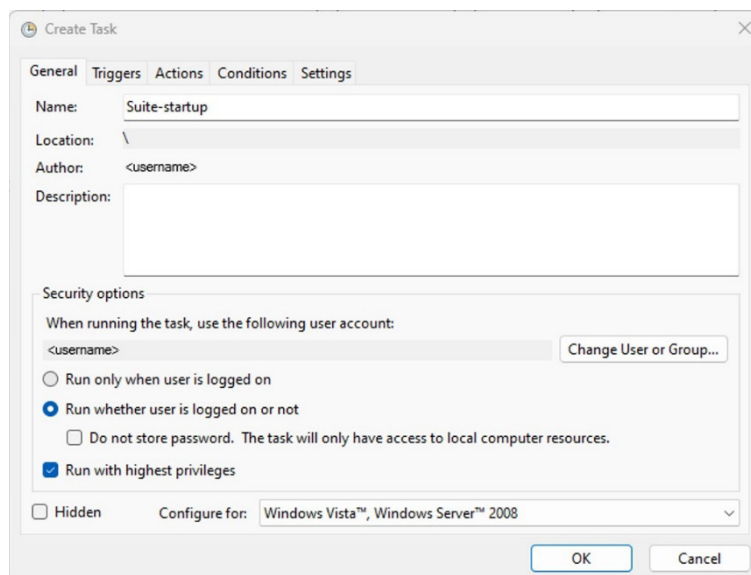 Create Task
General Triggers Actions Conditions Settings
Name: Suite-startup
Location: \
Author: <username>
Description:
Security options
When running the task, use the following user account:
<username> Change User or Group...
Run only when user is logged on
Run whether user is logged on or not
Do not store password. The task will only have access to local computer resources.
Run with highest privileges
Hidden Configure for: Windows Vista™, Windows Server™ 2008
OK Cancel